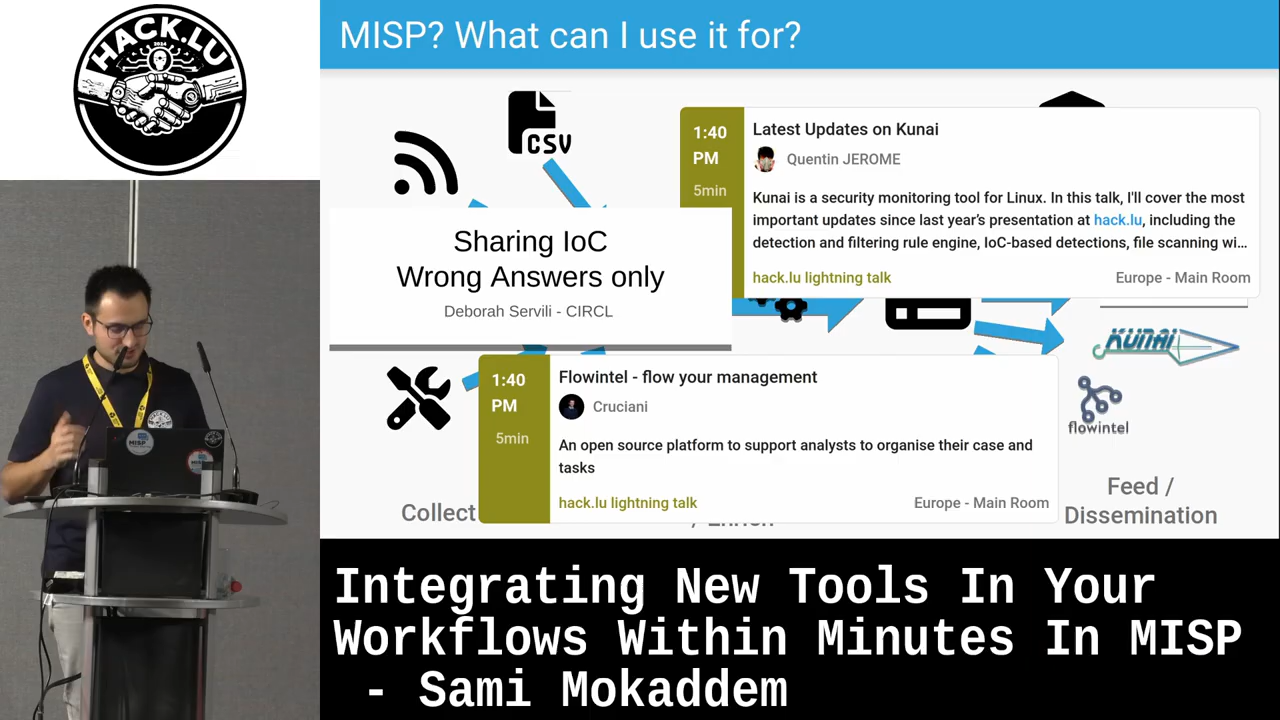 HACK.LU
2024
MISP? What can I use it for?
CSV
1:40
PM
5min
Latest Updates on Kunai
Quentin JEROME
Kunai is a security monitoring tool for Linux. In this talk, I'll cover the most
important updates since last year's presentation at hack.lu, including the
detection and filtering rule engine, IoC-based detections, file scanning wi...
hack.lu lightning talk
Europe - Main Room
Sharing IoC
Wrong Answers only
Deborah Servili - CIRCL
KUNAI
1:40
PM
5min
Flowintel - flow your management
Cruciani
An open source platform to support analysts to organise their case and
tasks
hack.lu lightning talk
Europe - Main Room
flowintel
Collect
/ Enrich
Feed /
Dissemination
MISP
Integrating New Tools In Your
Workflows Within Minutes In MISP
- Sami Mokaddem